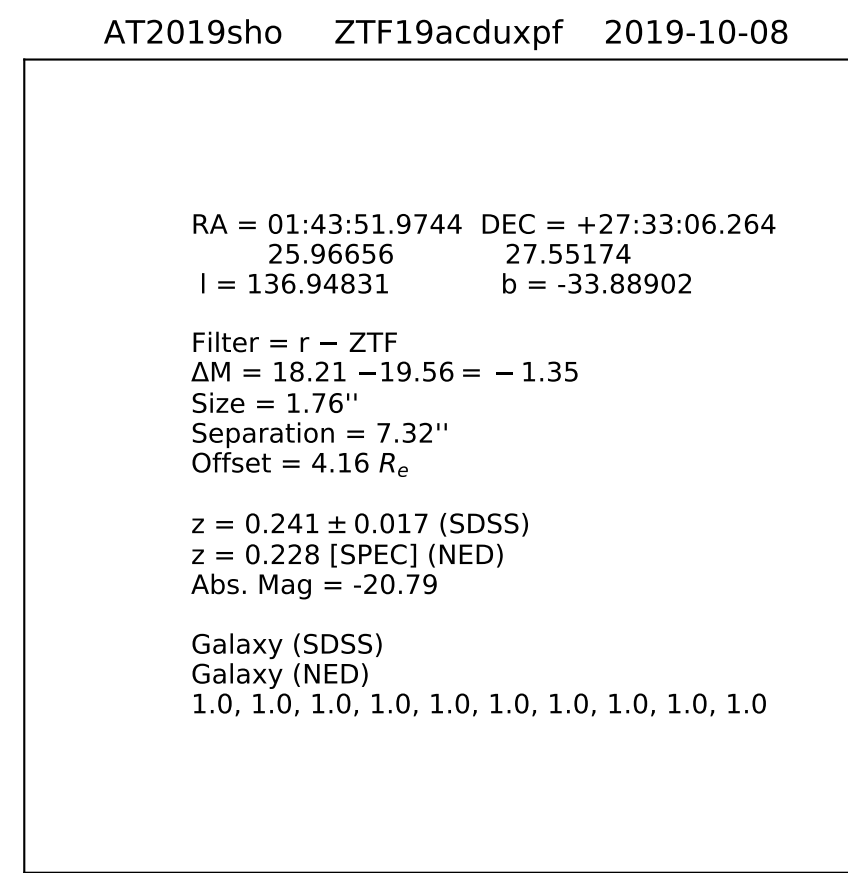 AT2019sho ZTF19acduxpf 2019-10-08
RA = 01:43:51.9744 DEC = +27:33:06.264
25.96656 27.55174
l = 136.94831 b = -33.88902
Filter = r − ZTF
ΔM = 18.21 −19.56 = − 1.35
Size = 1.76''
Separation = 7.32''
Offset = 4.16 Rₑ
z = 0.241 ± 0.017 (SDSS)
z = 0.228 [SPEC] (NED)
Abs. Mag = -20.79
Galaxy (SDSS)
Galaxy (NED)
1.0, 1.0, 1.0, 1.0, 1.0, 1.0, 1.0, 1.0, 1.0, 1.0